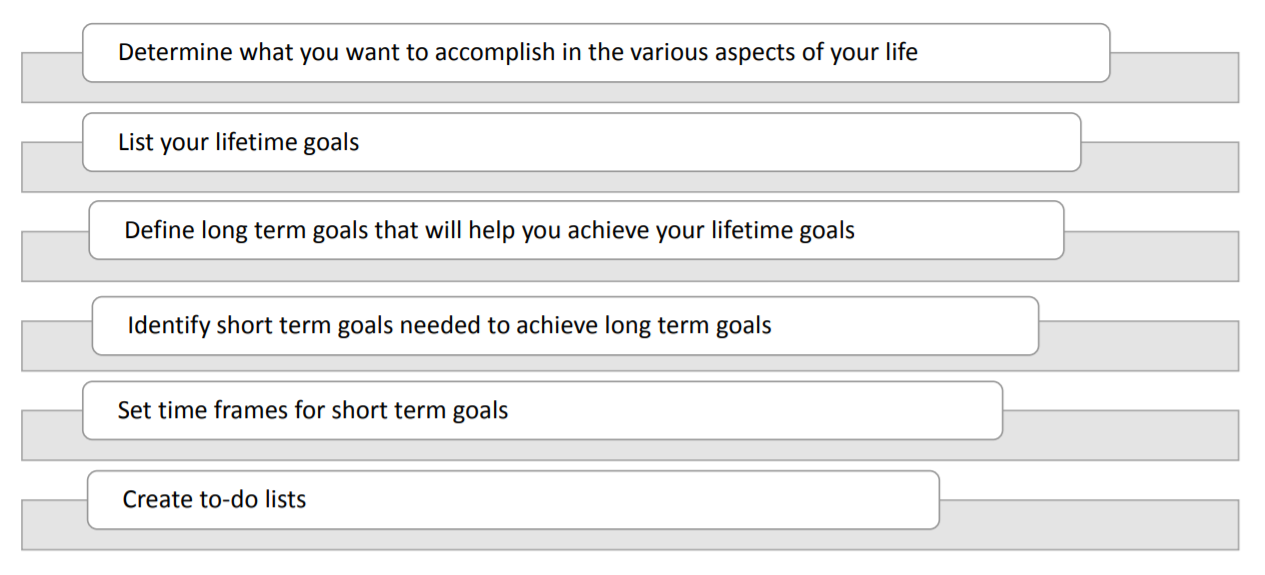 Determine what you want to accomplish in the various aspects of your life
List your lifetime goals
Define long term goals that will help you achieve your lifetime goals
Identify short term goals needed to achieve long term goals
Set time frames for short term goals
Create to-do lists